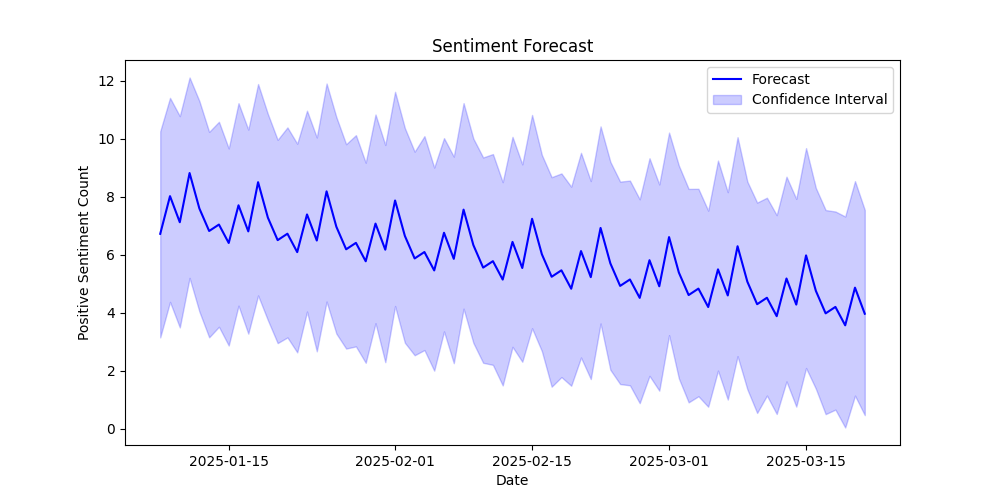 Sentiment Forecast
Forecast
Confidence Interval
Positive Sentiment Count
12
10
8
6
4
2
0
2025-01-15
2025-02-01
2025-02-15
2025-03-01
2025-03-15
Date